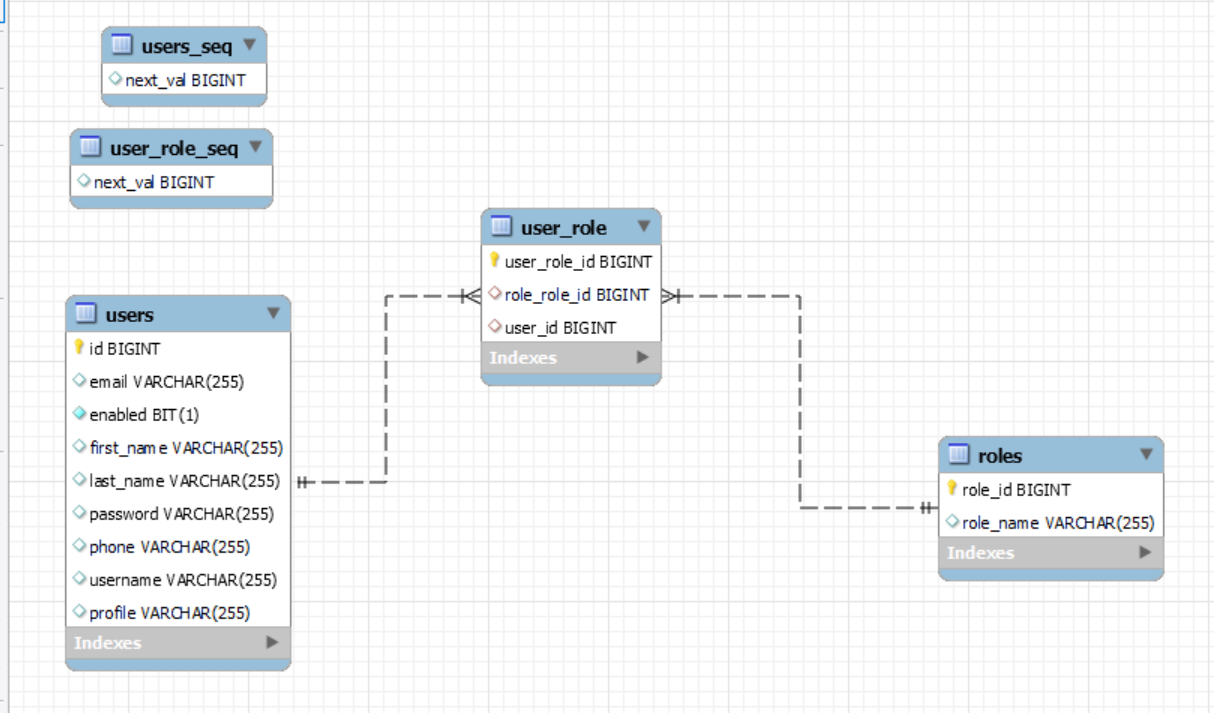 users_seq
next_val BIGINT
user_role_seq
next_val BIGINT
user_role
user_role_id BIGINT
role_role_id BIGINT
user_id BIGINT
Indexes
users
id BIGINT
email VARCHAR(255)
enabled BIT(1)
first_name VARCHAR(255)
last_name VARCHAR(255)
password VARCHAR(255)
phone VARCHAR(255)
username VARCHAR(255)
profile VARCHAR(255)
Indexes
roles
role_id BIGINT
role_name VARCHAR(255)
Indexes